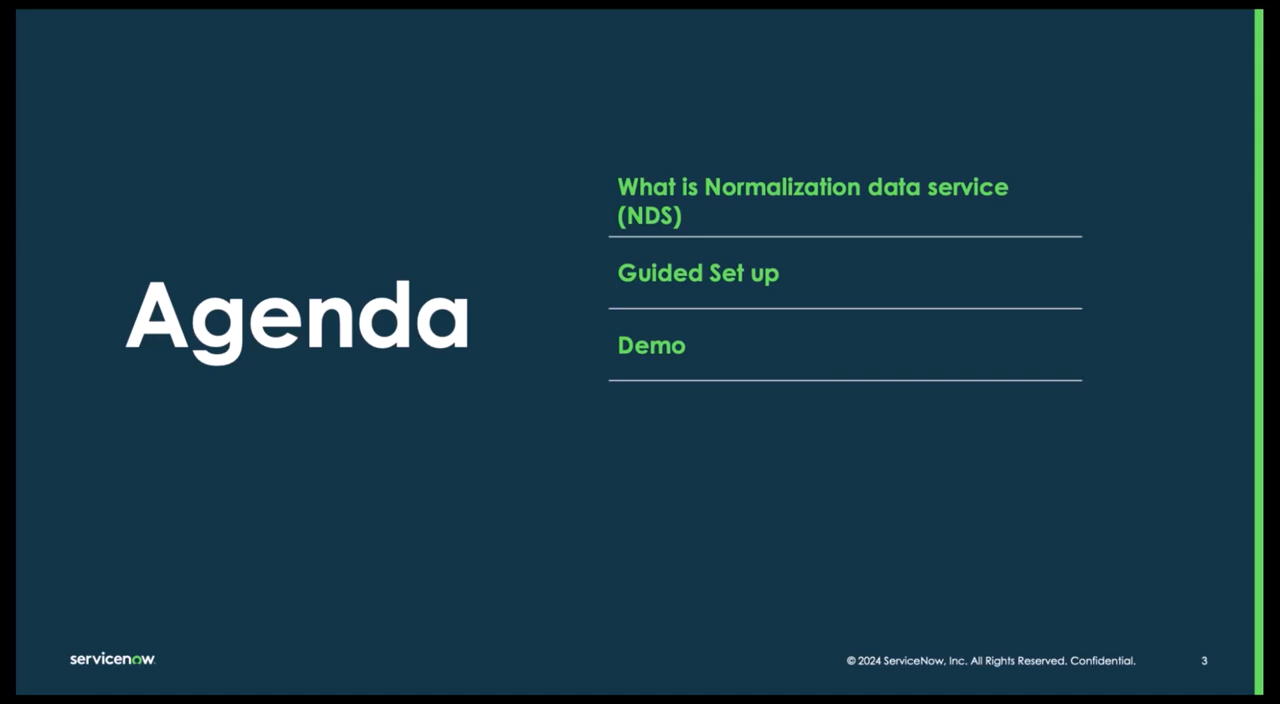 Agenda
What is Normalization data service
(NDS)
Guided Set up
Demo
servicenow
© 2024 ServiceNow, Inc. All Rights Reserved. Confidential.
3